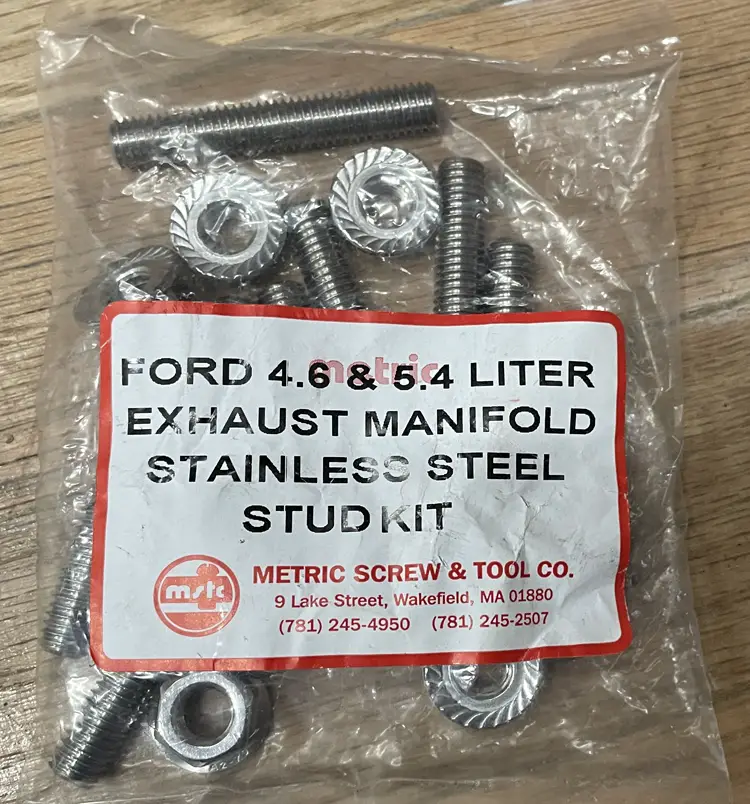 metric
FORD 4.6 & 5.4 LITER
EXHAUST MANIFOLD
STAINLESS STEEL
STUD KIT
mstc
METRIC SCREW & TOOL CO.
9 Lake Street, Wakefield, MA 01880
(781) 245-4950 (781) 245-2507